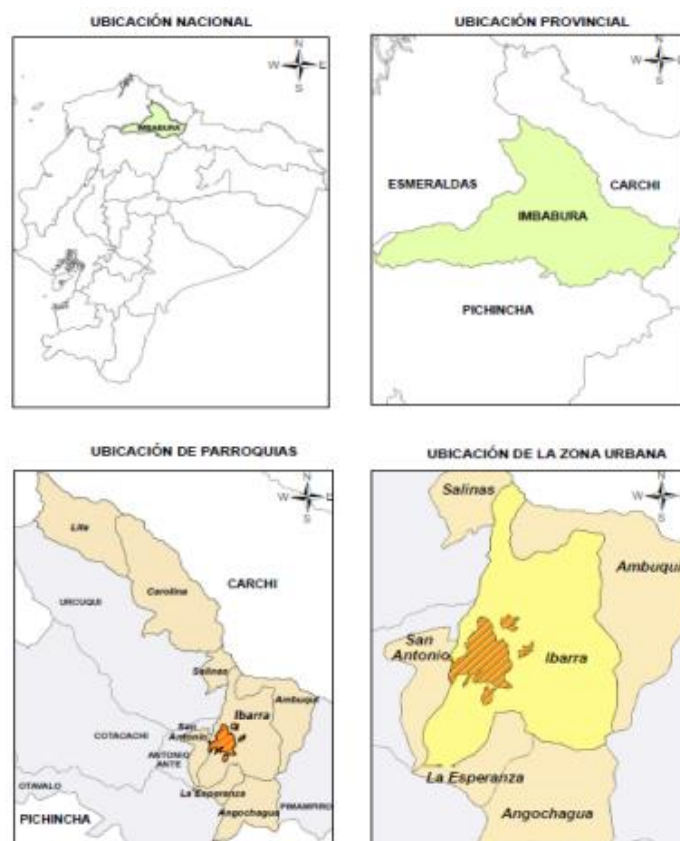 UBICACIÓN NACIONAL
N
W E
S
IMBABURA
UBICACIÓN PROVINCIAL
N
W E
S
ESMERALDAS
CARCHI
IMBABURA
PICHINCHA
UBICACIÓN DE PARROQUIAS
N
W E
S
Lita
Carolina
CARCHI
URCUQUI
Salinas
Ambuqui
Ibarra
San
Antonio
COTACACHI
ANTONIO
ANTE
La Esperanza
OTAVALO
PIMAMPIRO
Angochagua
PICHINCHA
UBICACIÓN DE LA ZONA URBANA
N
W E
S
Salinas
Ambuqui
San
Antonio
Ibarra
La Esperanza
Angochagua